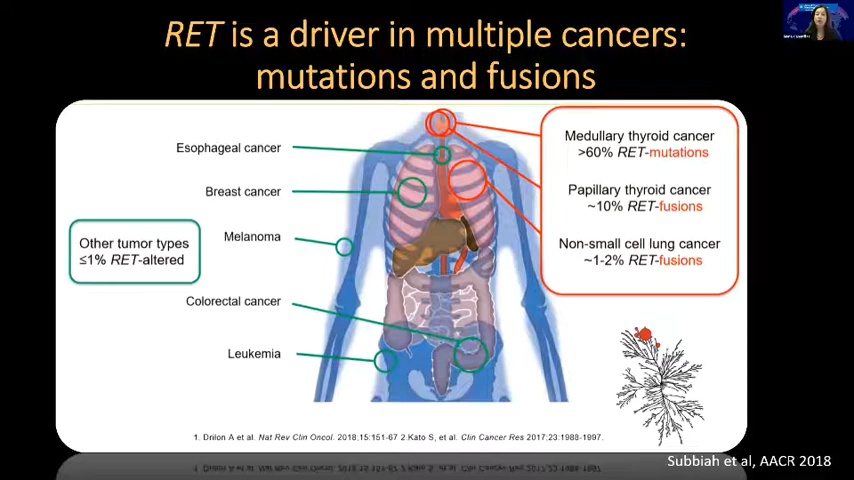 RET is a driver in multiple cancers:
mutations and fusions
Esophageal cancer
Breast cancer
Melanoma
Colorectal cancer
Leukemia
Other tumor types
≤1% RET-altered
Medullary thyroid cancer
>60% RET-mutations
Papillary thyroid cancer
~10% RET-fusions
Non-small cell lung cancer
~1-2% RET-fusions
1. Drilon A et al. Nat Rev Clin Oncol. 2018;15:151-67 2.Kato S, et al. Clin Cancer Res 2017;23:1988-1997.
Subbiah et al, AACR 2018